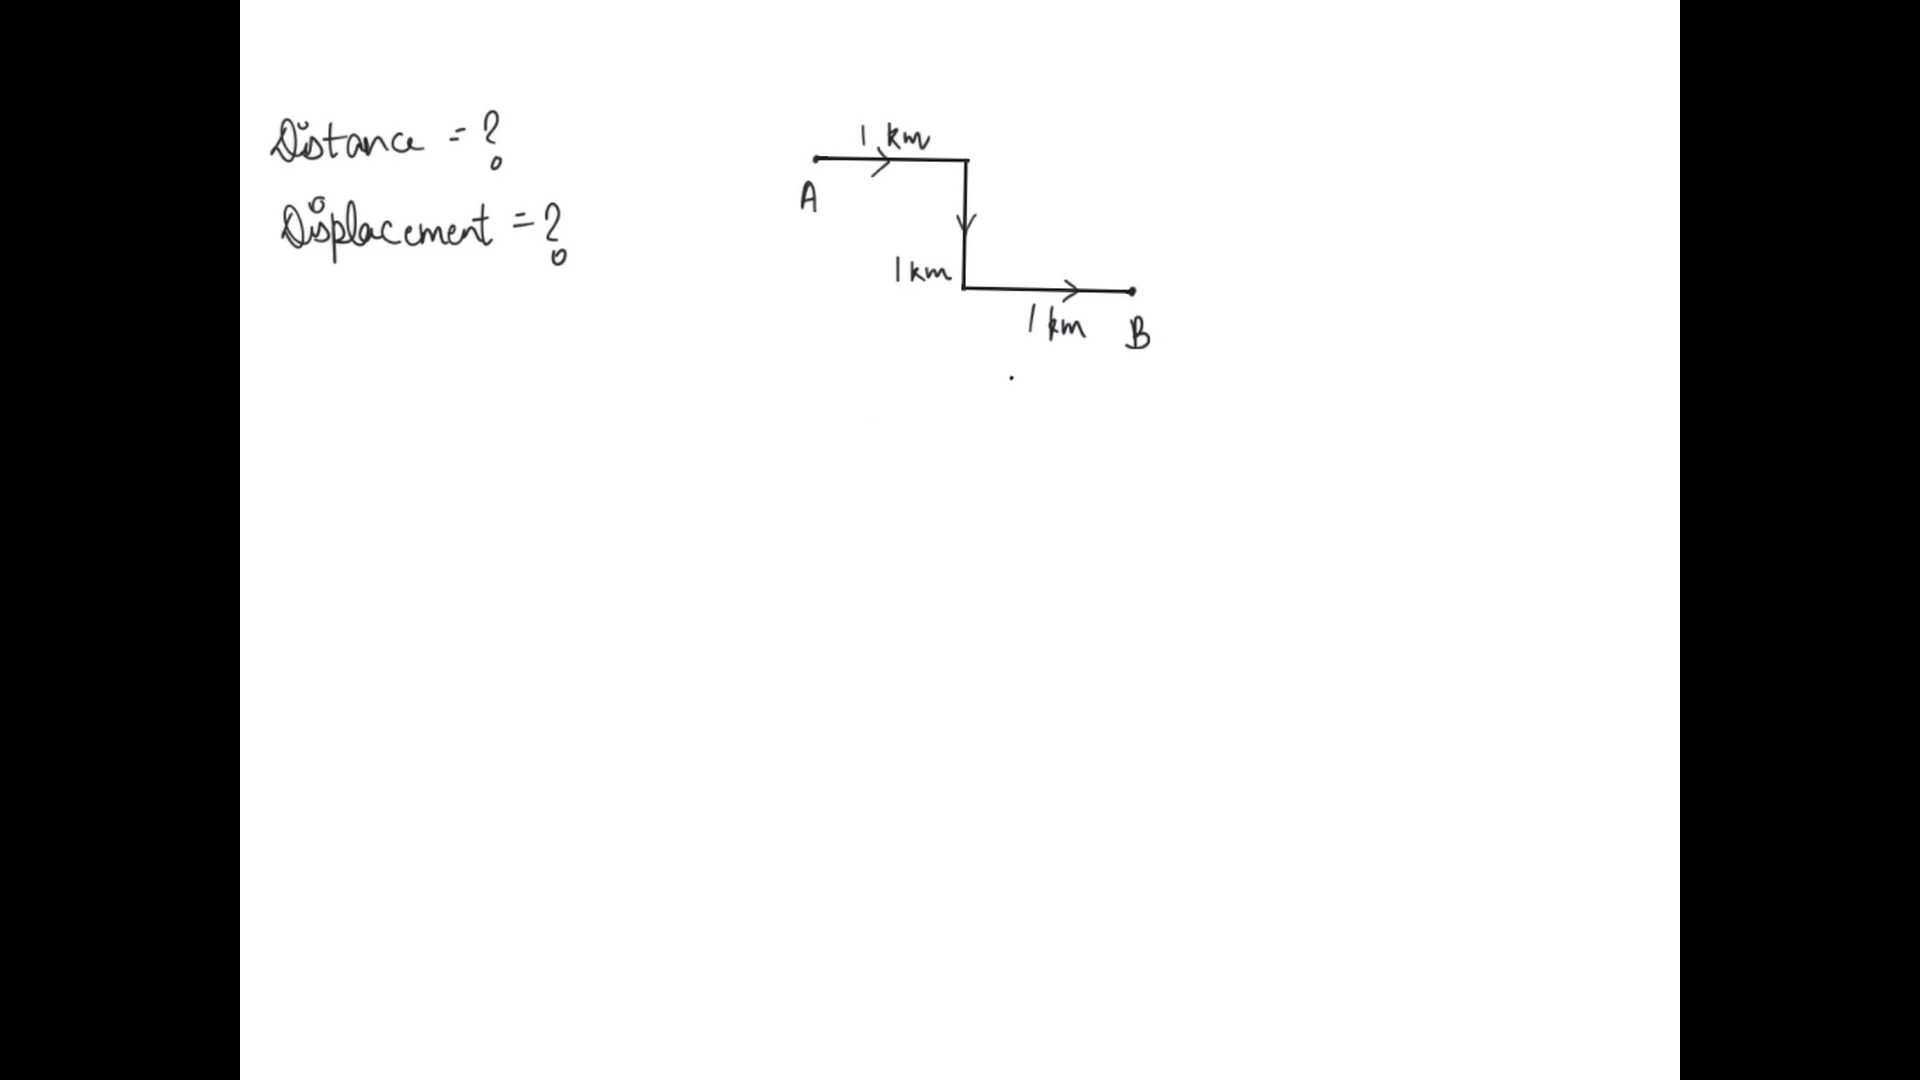 Distance = ?
Displacement = ?
1 km
A
1 km
1 km
B